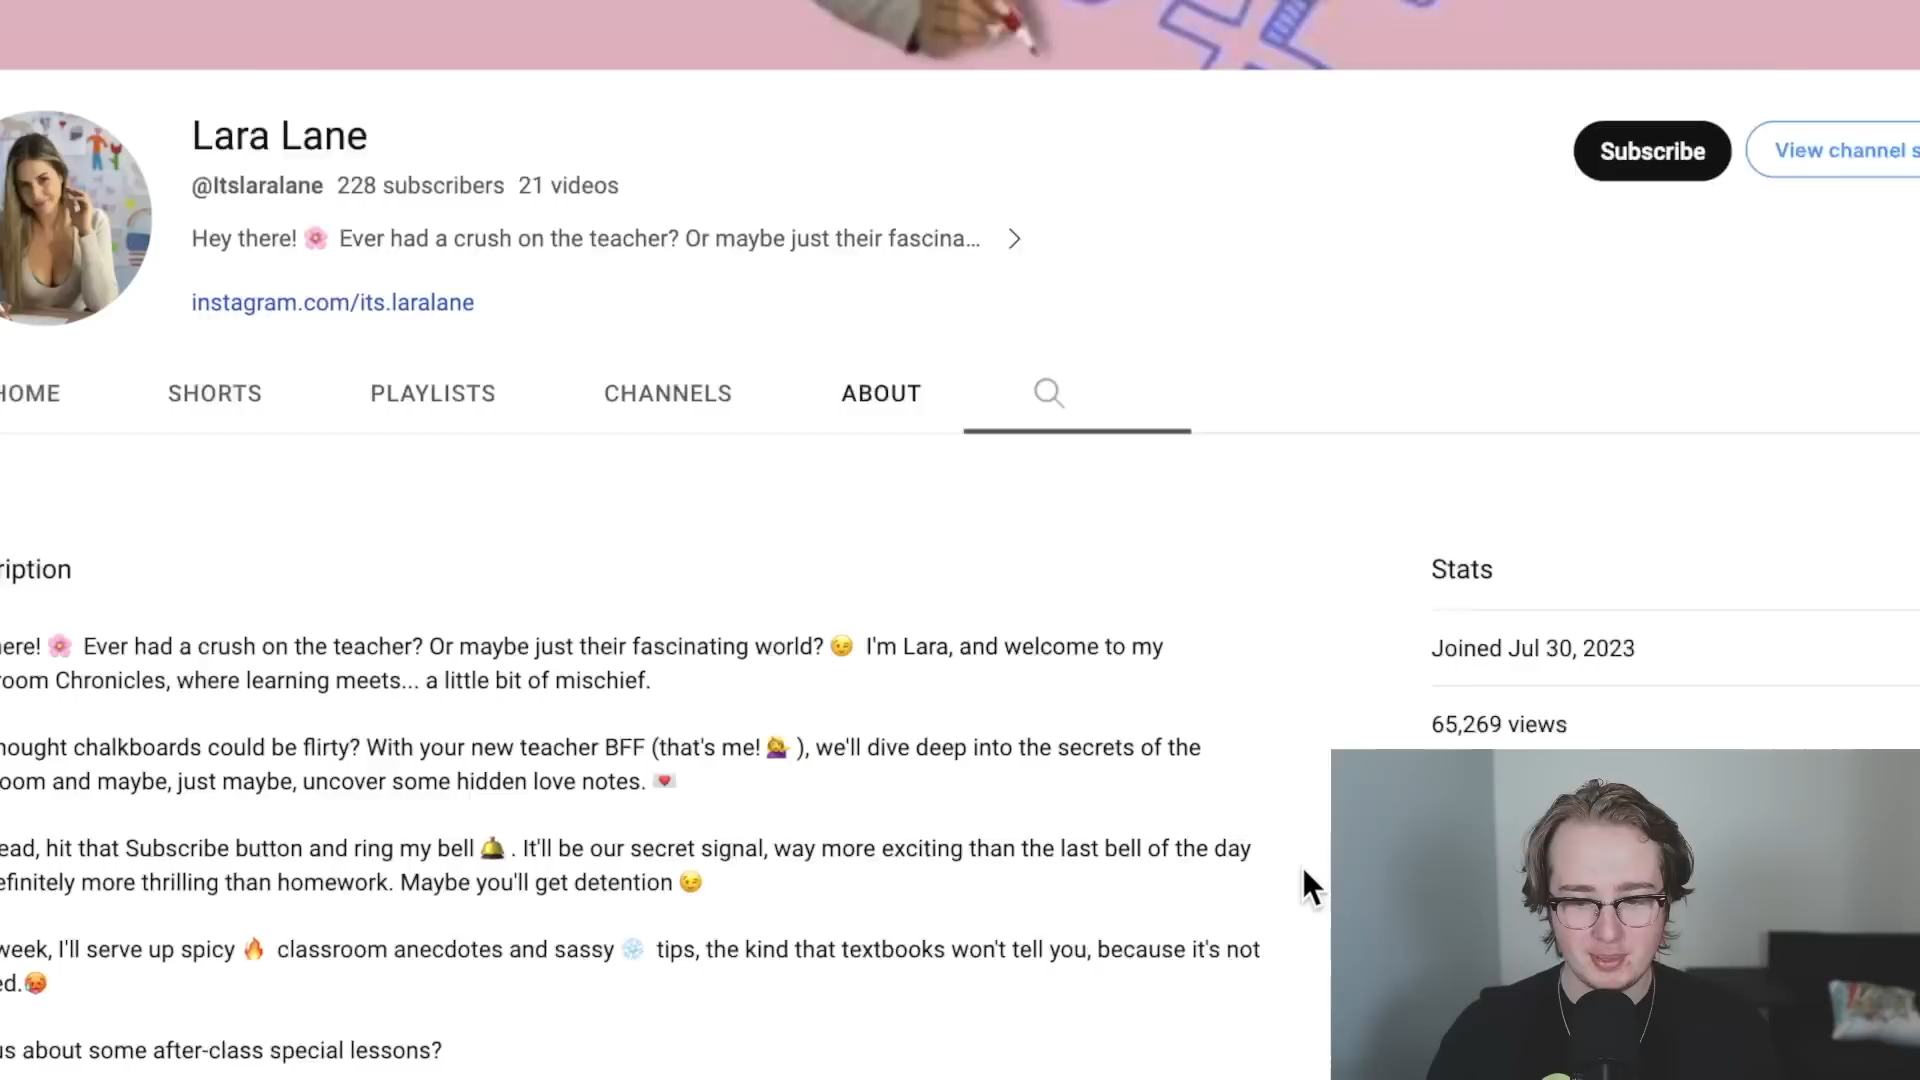 Lara Lane
@Itslaralane 228 subscribers 21 videos
Hey there! 🌸 Ever had a crush on the teacher? Or maybe just their fascina...
instagram.com/its.laralane
Subscribe
View channel s
HOME SHORTS PLAYLISTS CHANNELS ABOUT
ription
ere! 🌸 Ever had a crush on the teacher? Or maybe just their fascinating world? 😉 I'm Lara, and welcome to my
room Chronicles, where learning meets... a little bit of mischief.
hought chalkboards could be flirty? With your new teacher BFF (that's me! 💁‍♀️ ), we'll dive deep into the secrets of the
oom and maybe, just maybe, uncover some hidden love notes. 💌
ead, hit that Subscribe button and ring my bell 🛎️ . It'll be our secret signal, way more exciting than the last bell of the day
efinitely more thrilling than homework. Maybe you'll get detention 😉
week, I'll serve up spicy 🔥 classroom anecdotes and sassy ❄️ tips, the kind that textbooks won't tell you, because it's not
ed.🥵
us about some after-class special lessons?
Stats
Joined Jul 30, 2023
65,269 views